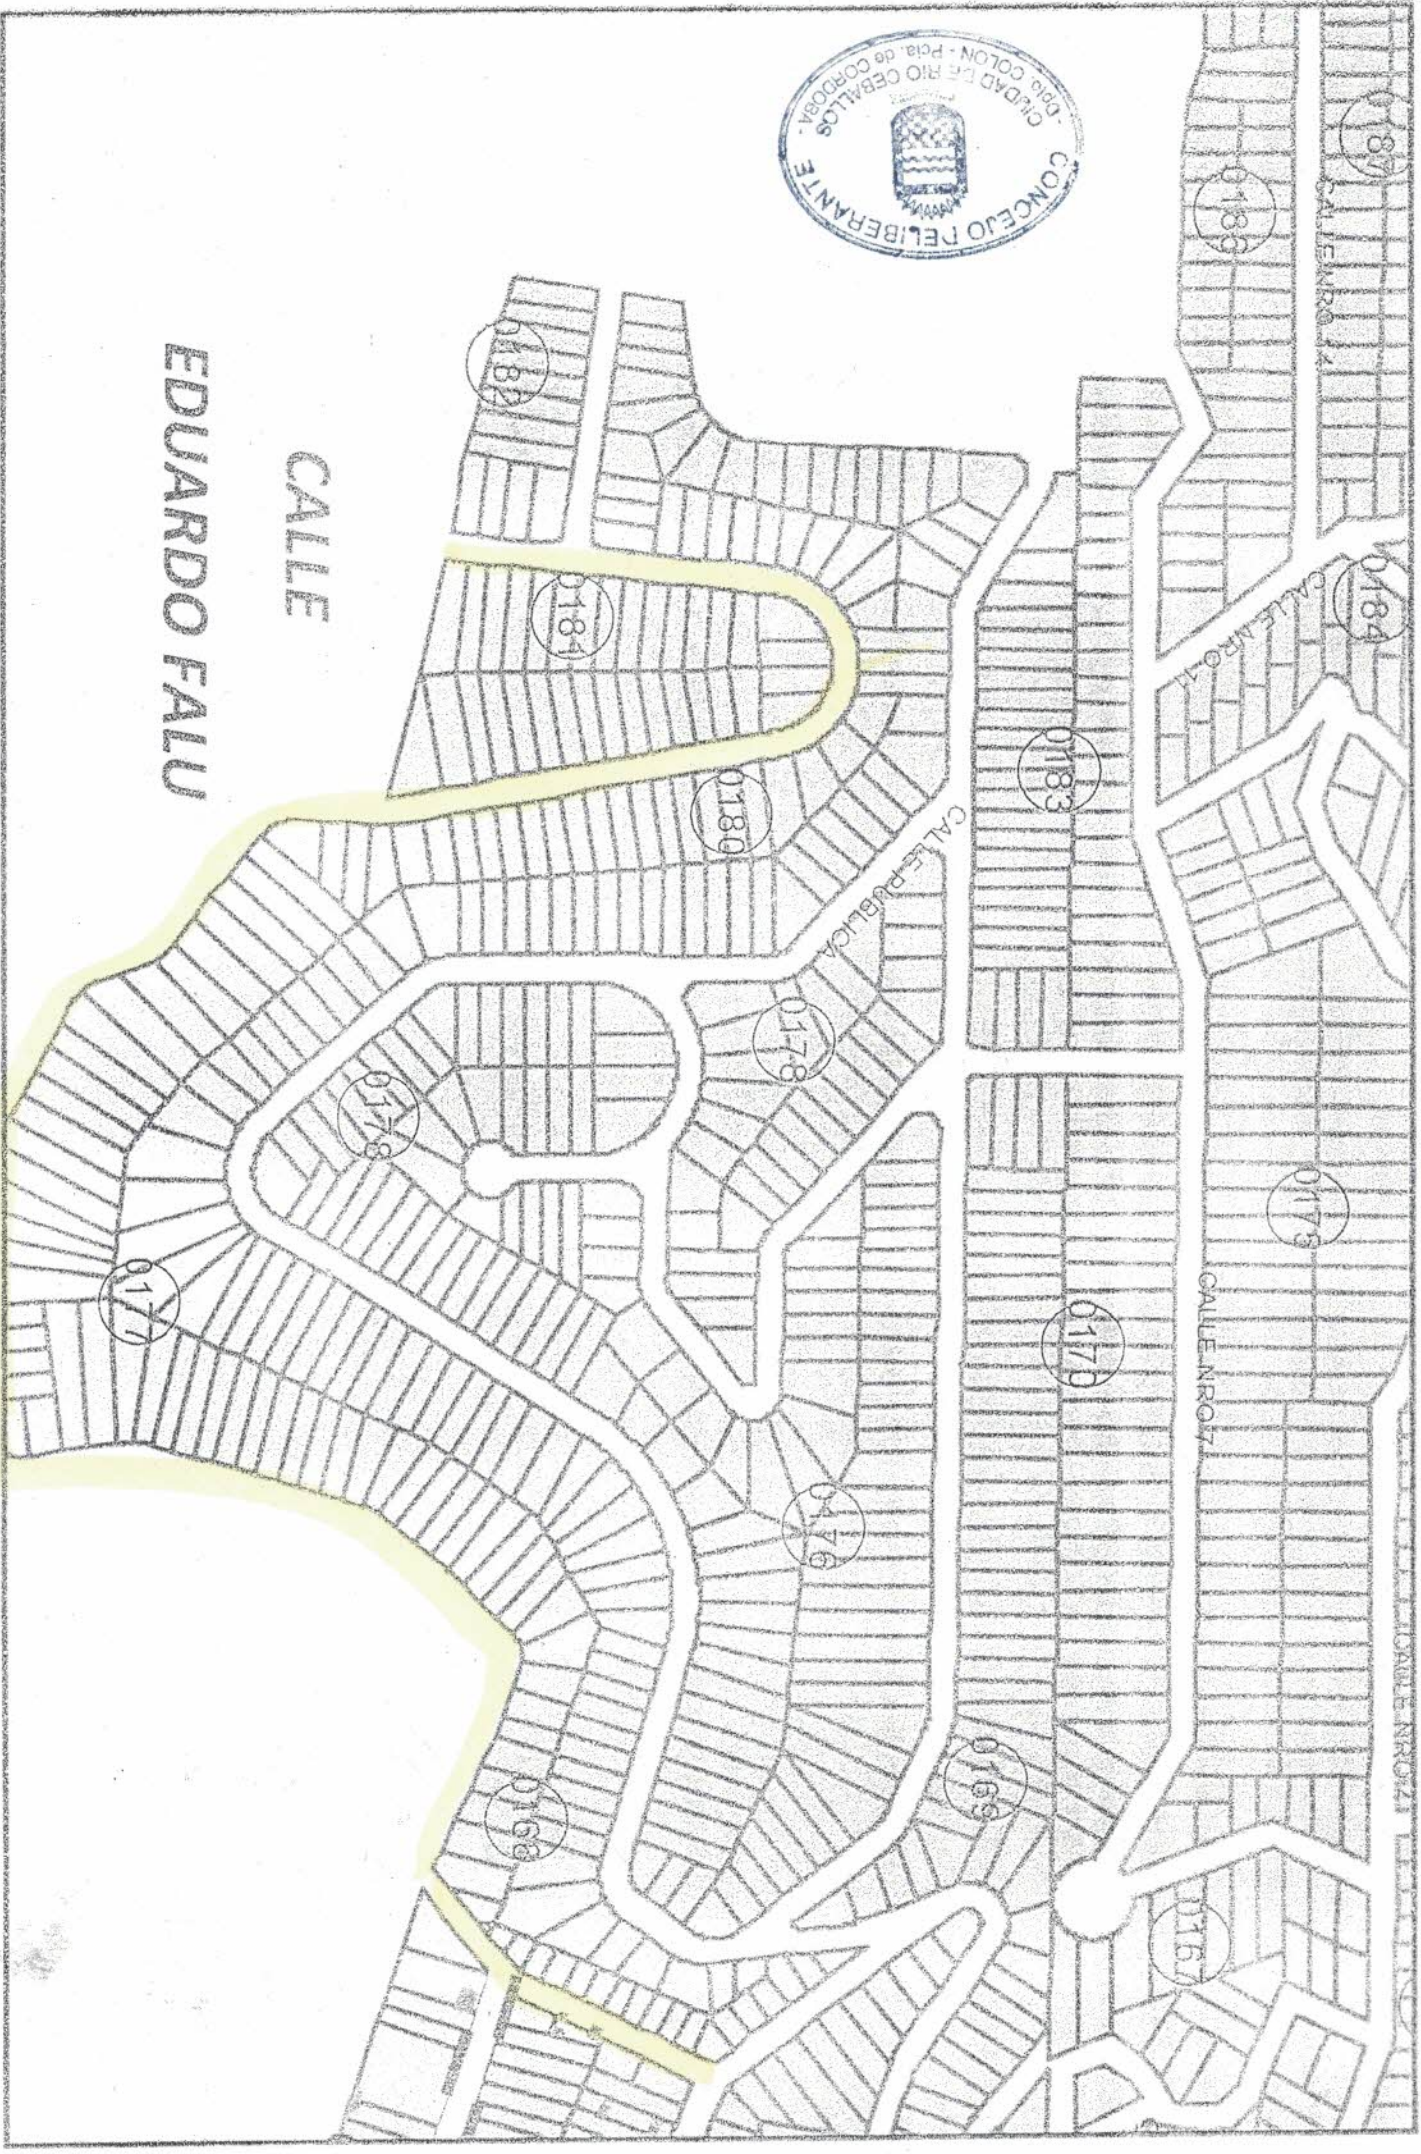 CALLE
EDUARDO FALU
CONCEJO DELIBERANTE
CIUDAD DE RIO CEBALLOS
- Dpto. COLON - Pcia. de CORDOBA -
0187
0186
0184
CALLE NRO 11
0182
0181
0183
0180
CALLE PUBLICA
0178
0178
0173
0177
0170
CALLE NRO 7
0176
0169
0168
0167